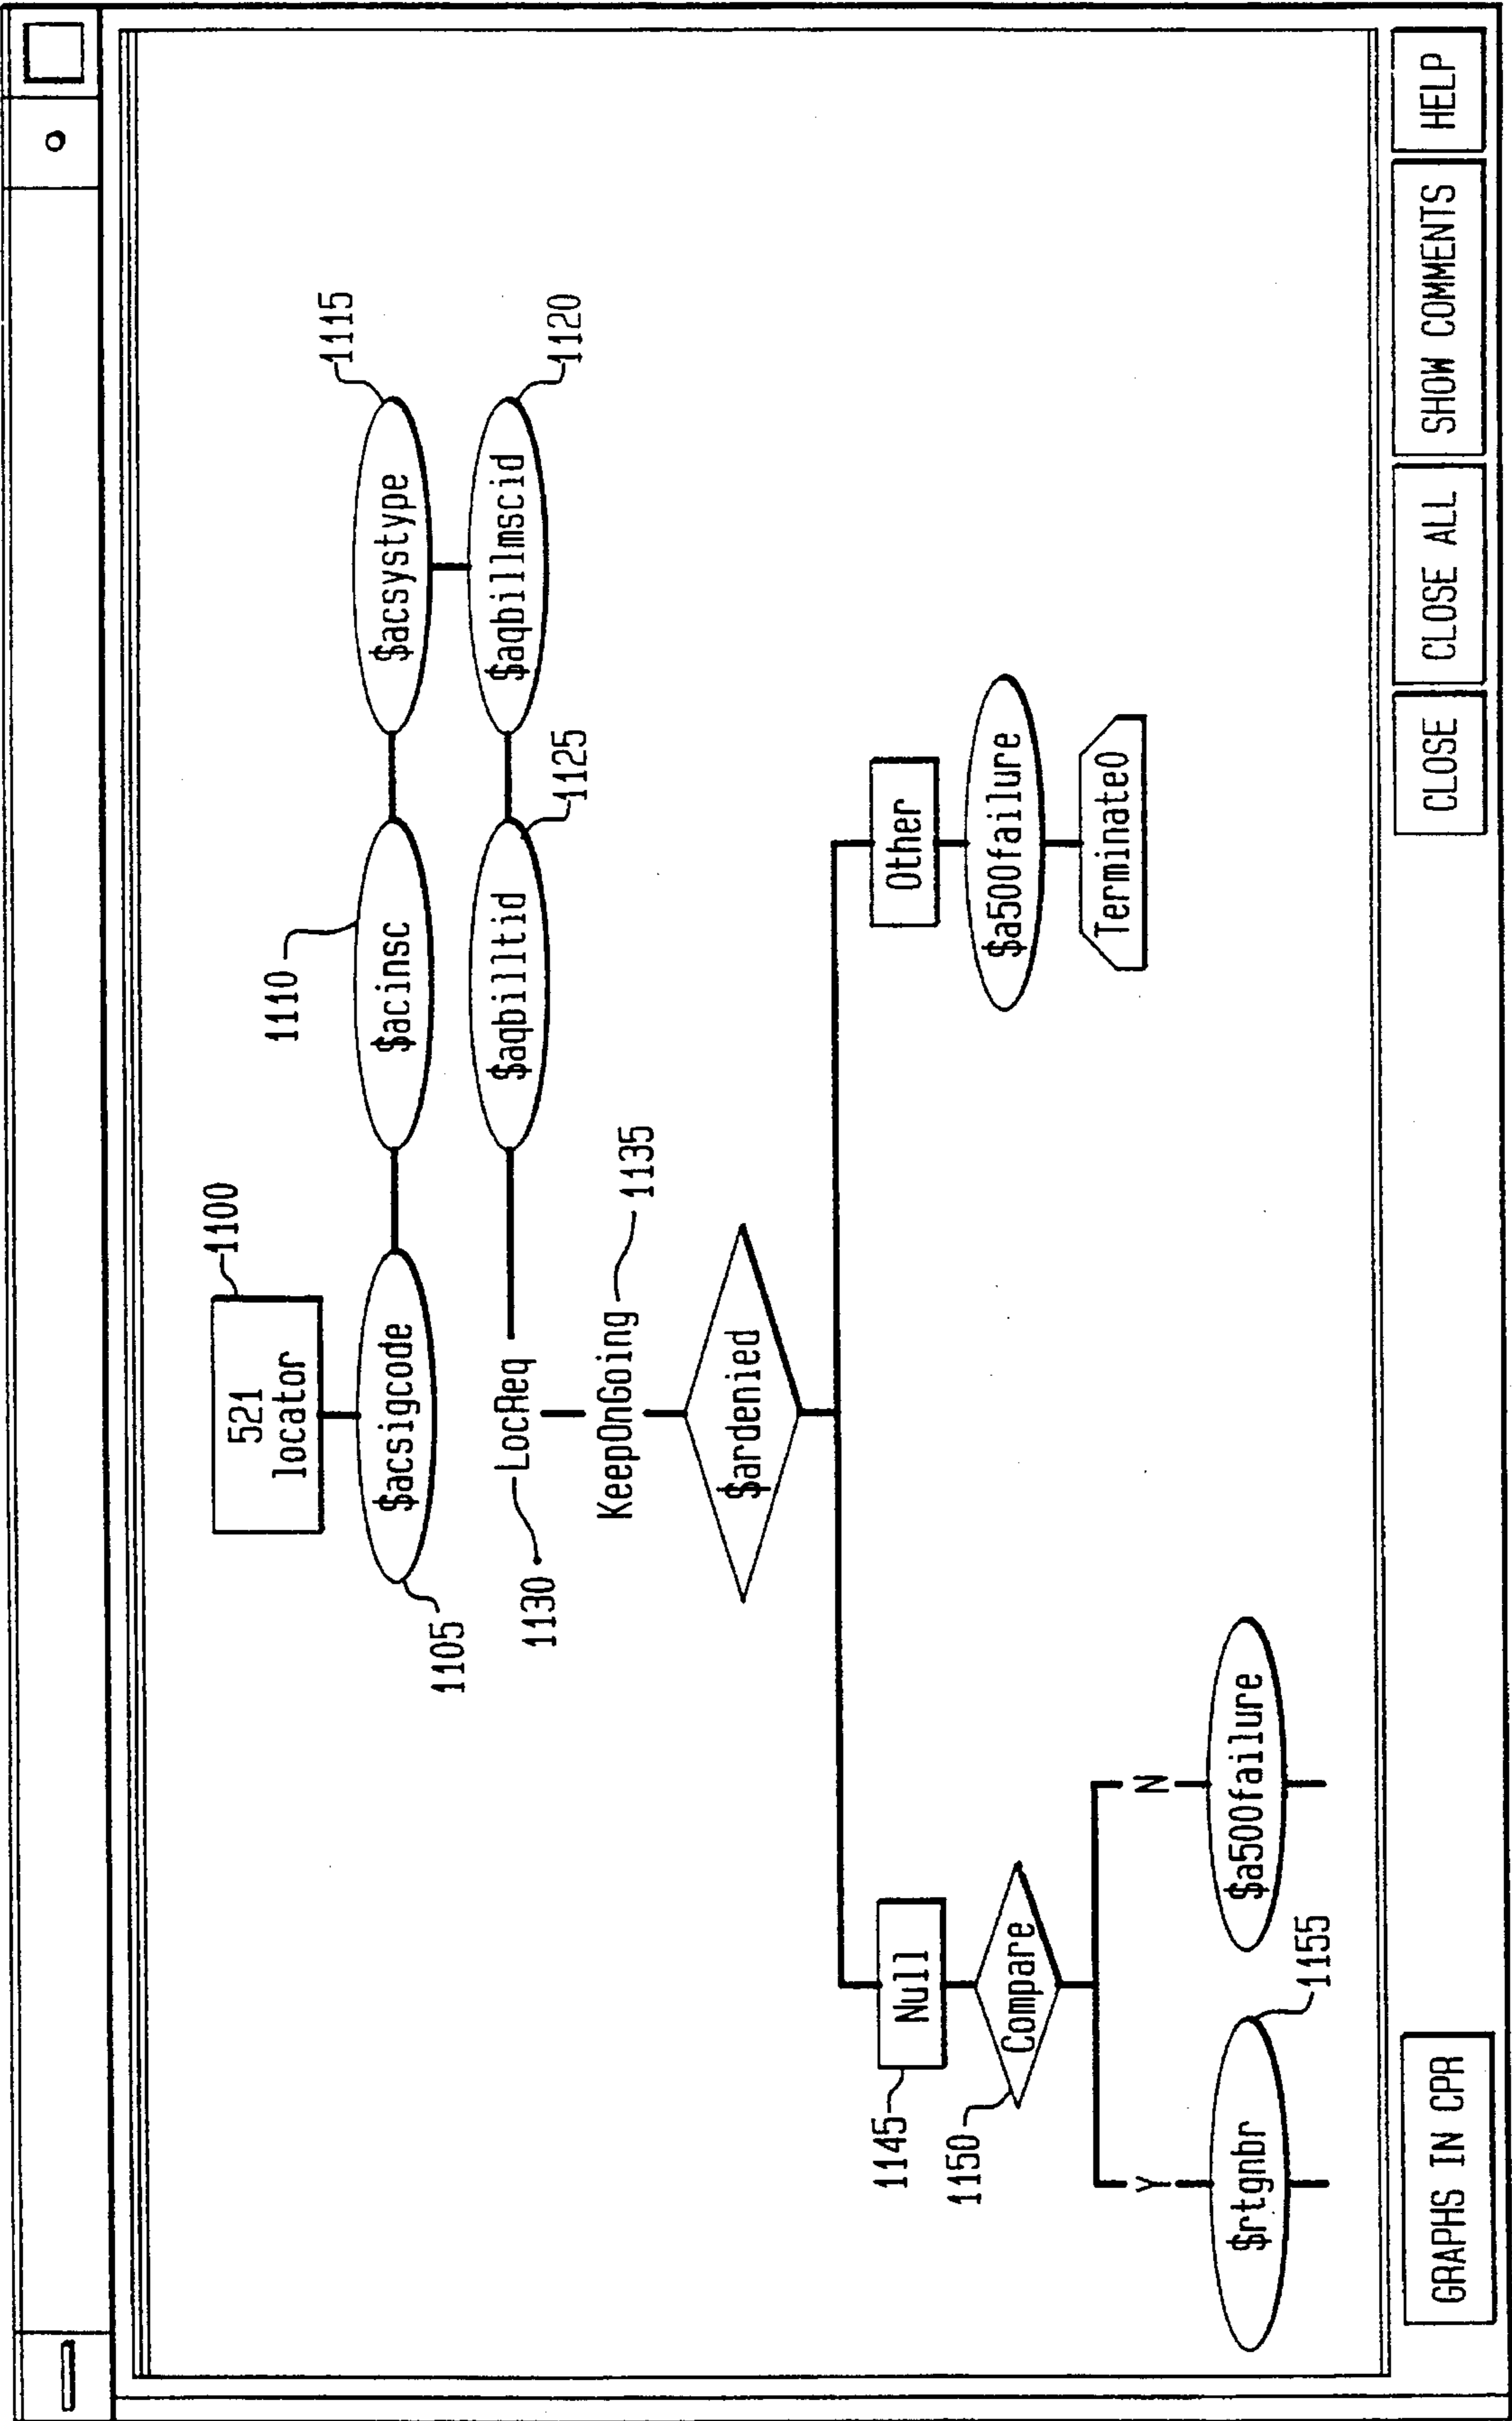 1100
521
locator
1110
1115
$acsigcode
$acinsc
$acsystype
1105
1120
LocReq
$aqbilltid
$aqbillmscid
1130
1125
KeepOnGoing
1135
$ardenied
1145
Null
Other
1150
Compare
$a500failure
Y
N
Terminate0
$rtgnbr
$a500failure
1155
GRAPHS IN CPR
CLOSE
CLOSE ALL
SHOW COMMENTS
HELP